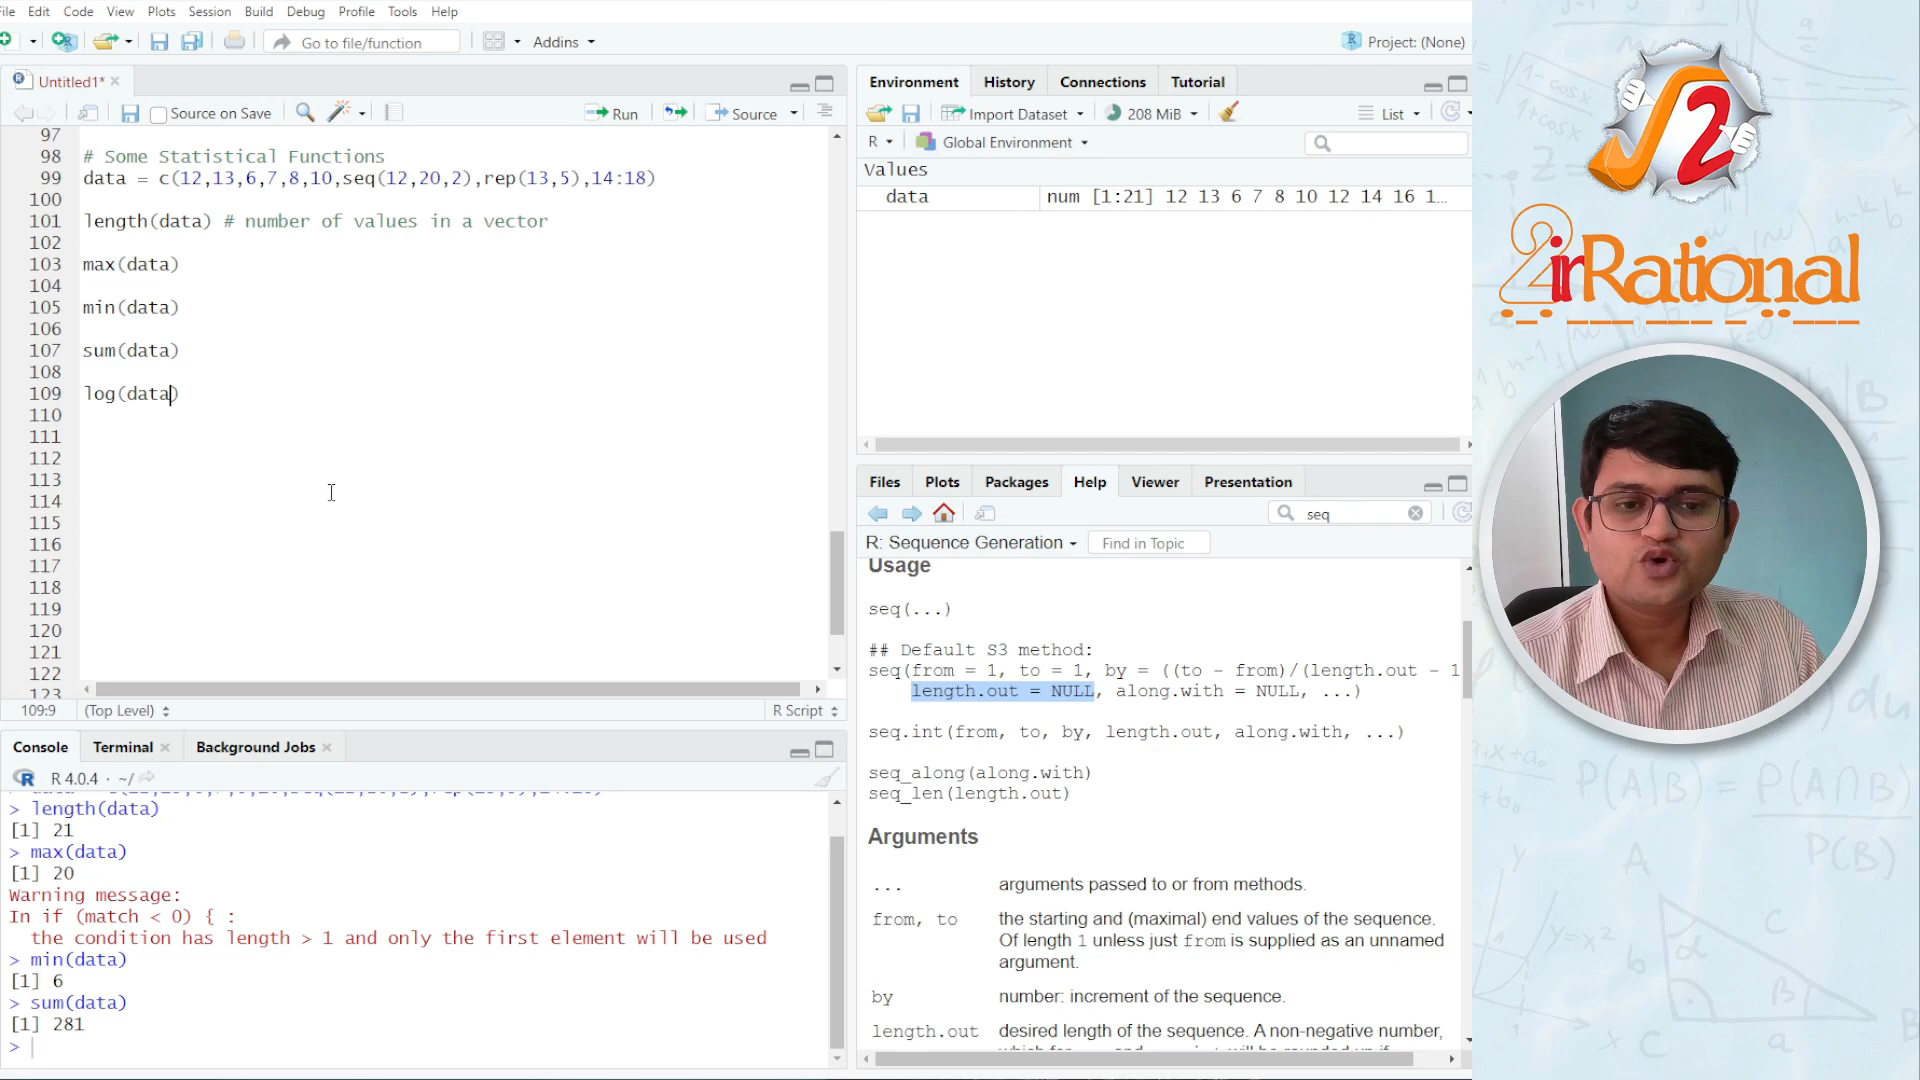 File Edit Code View Plots Session Build Debug Profile Tools Help
Go to file/function Addins Project: (None)
Untitled1*
Source on Save Run Source
97
98 # Some Statistical Functions
99 data = c(12,13,6,7,8,10,seq(12,20,2),rep(13,5),14:18)
100
101 length(data) # number of values in a vector
102
103 max(data)
104
105 min(data)
106
107 sum(data)
108
109 log(data)
110
111
112
113
114
115
116
117
118
119
120
121
122
123
109:9 (Top Level) R Script
Console Terminal Background Jobs
R 4.0.4 · ~/
> length(data)
[1] 21
> max(data)
[1] 20
Warning message:
In if (match < 0) { :
the condition has length > 1 and only the first element will be used
> min(data)
[1] 6
> sum(data)
[1] 281
>
Environment History Connections Tutorial
Import Dataset 208 MiB List
R Global Environment
Values
data num [1:21] 12 13 6 7 8 10 12 14 16 1…
Files Plots Packages Help Viewer Presentation
seq
R: Sequence Generation Find in Topic
Usage
seq(...)
## Default S3 method:
seq(from = 1, to = 1, by = ((to - from)/(length.out - 1
length.out = NULL, along.with = NULL, ...)
seq.int(from, to, by, length.out, along.with, ...)
seq_along(along.with)
seq_len(length.out)
Arguments
... arguments passed to or from methods.
from, to the starting and (maximal) end values of the sequence.
Of length 1 unless just from is supplied as an unnamed
argument.
by number: increment of the sequence.
length.out desired length of the sequence. A non-negative number,
√2
2irRational
P(A|B) = P(A∩B)
P(B)